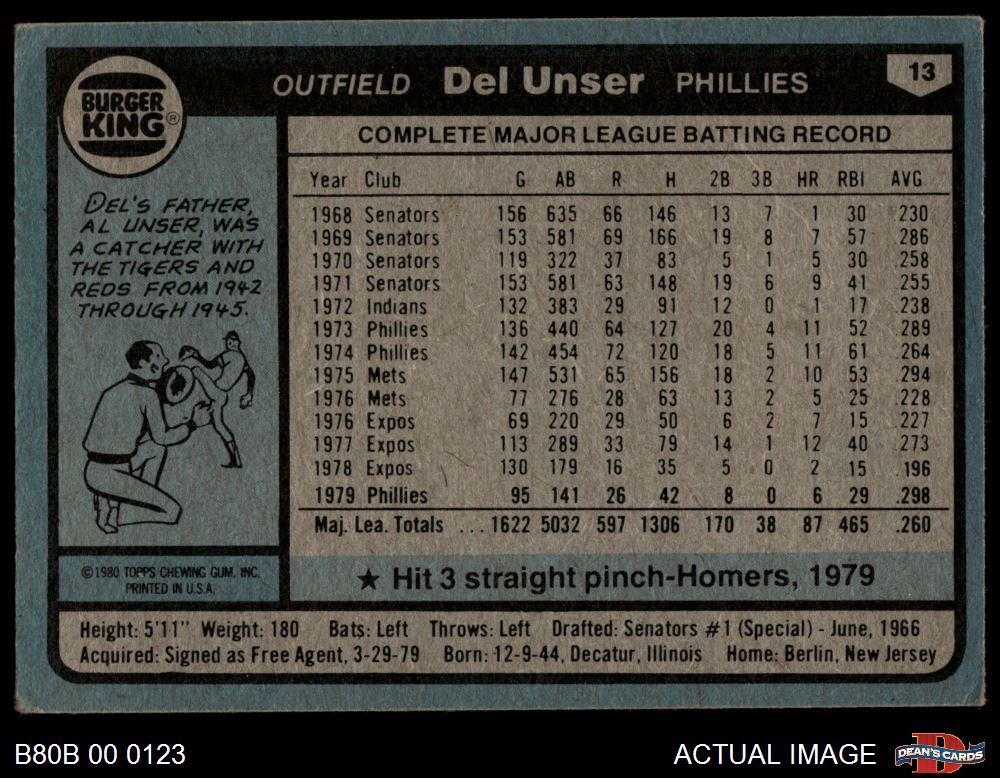 BURGER
KING®
OUTFIELD Del Unser PHILLIES
13
COMPLETE MAJOR LEAGUE BATTING RECORD
Year Club G AB R H 2B 3B HR RBI AVG
1968 Senators 156 635 66 146 13 7 1 30 .230
1969 Senators 153 581 69 166 19 8 7 57 .286
1970 Senators 119 322 37 83 5 1 5 30 .258
1971 Senators 153 581 63 148 19 6 9 41 .255
1972 Indians 132 383 29 91 12 0 1 17 .238
1973 Phillies 136 440 64 127 20 4 11 52 .289
1974 Phillies 142 454 72 120 18 5 11 61 .264
1975 Mets 147 531 65 156 18 2 10 53 .294
1976 Mets 77 276 28 63 13 2 5 25 .228
1976 Expos 69 220 29 50 6 2 7 15 .227
1977 Expos 113 289 33 79 14 1 12 40 .273
1978 Expos 130 179 16 35 5 0 2 15 .196
1979 Phillies 95 141 26 42 8 0 6 29 .298
Maj. Lea. Totals ...1622 5032 597 1306 170 38 87 465 .260
★ Hit 3 straight pinch-Homers, 1979
DEL'S FATHER,
AL UNSER, WAS
A CATCHER WITH
THE TIGERS AND
REDS FROM 1942
THROUGH 1945.
©1980 TOPPS CHEWING GUM, INC.
PRINTED IN U.S.A.
Height: 5'11" Weight: 180 Bats: Left Throws: Left Drafted: Senators #1 (Special) - June, 1966
Acquired: Signed as Free Agent, 3-29-79 Born: 12-9-44, Decatur, Illinois Home: Berlin, New Jersey
B80B 00 0123
ACTUAL IMAGE
DEAN'S CARDS